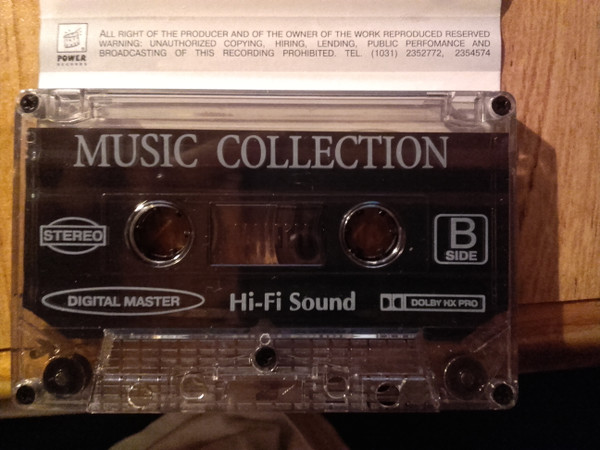 ALL RIGHT OF THE PRODUCER AND OF THE OWNER OF THE WORK REPRODUCED RESERVED
WARNING: UNAUTHORIZED COPYING, HIRING, LENDING, PUBLIC PERFOMANCE AND
BROADCASTING OF THIS RECORDING PROHIBITED. TEL. (1031) 2352772, 2354574
POWER
RECORDS
MUSIC COLLECTION
STEREO
B
SIDE
DIGITAL MASTER
Hi-Fi Sound
DOLBY HX PRO